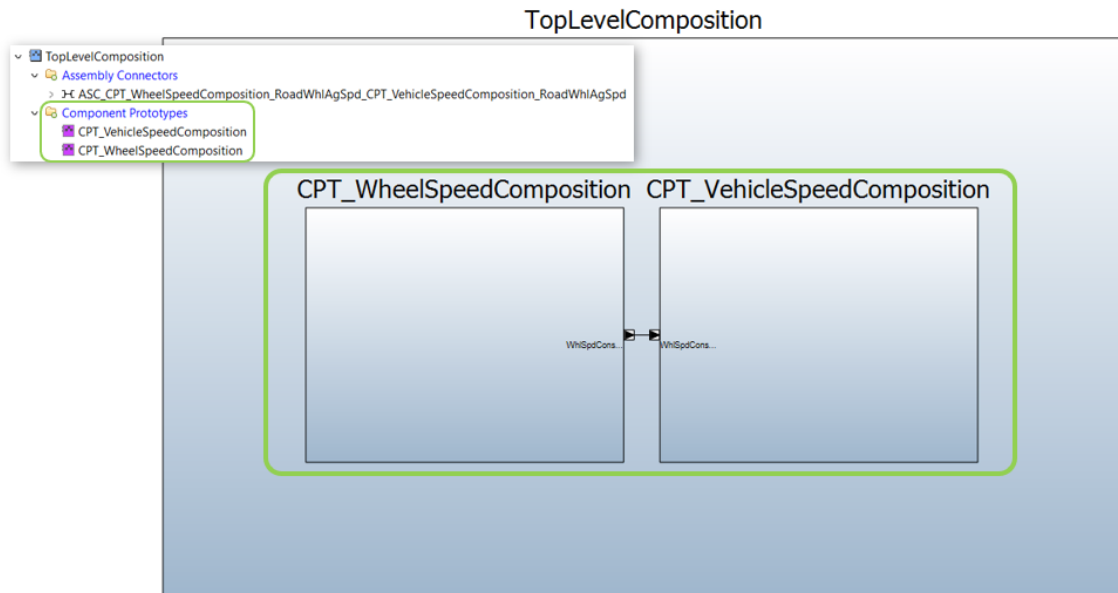 TopLevelComposition
TopLevelComposition
Assembly Connectors
ASC_CPT_WheelSpeedComposition_RoadWhlAgSpd_CPT_VehicleSpeedComposition_RoadWhlAgSpd
Component Prototypes
CPT_VehicleSpeedComposition
CPT_WheelSpeedComposition
CPT_WheelSpeedComposition CPT_VehicleSpeedComposition
WhlSpdCons... WhlSpdCons...